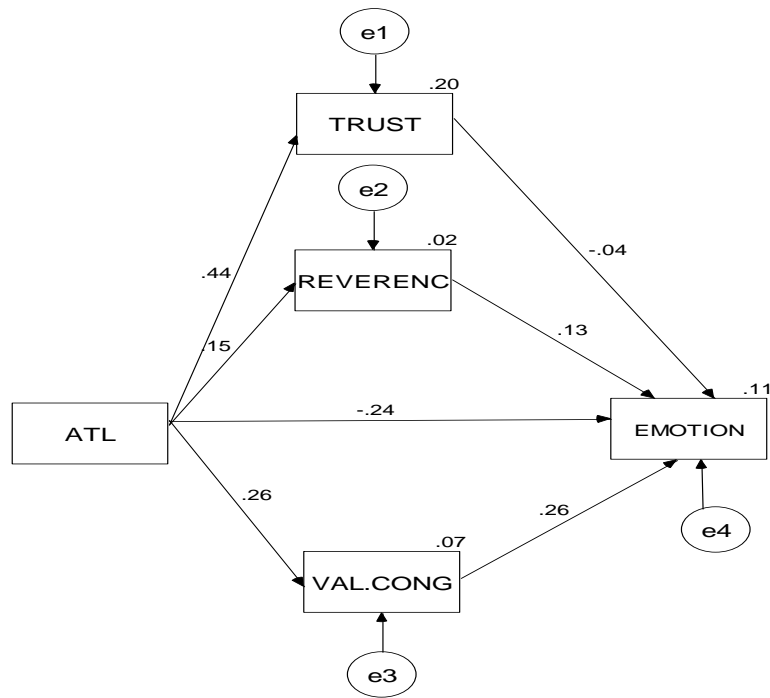 e1
.20
TRUST
e2
.02
REVERENC
.44
-.04
.15
.13
ATL
-.24
.11
EMOTION
.26
.26
e4
.07
VAL.CONG
e3